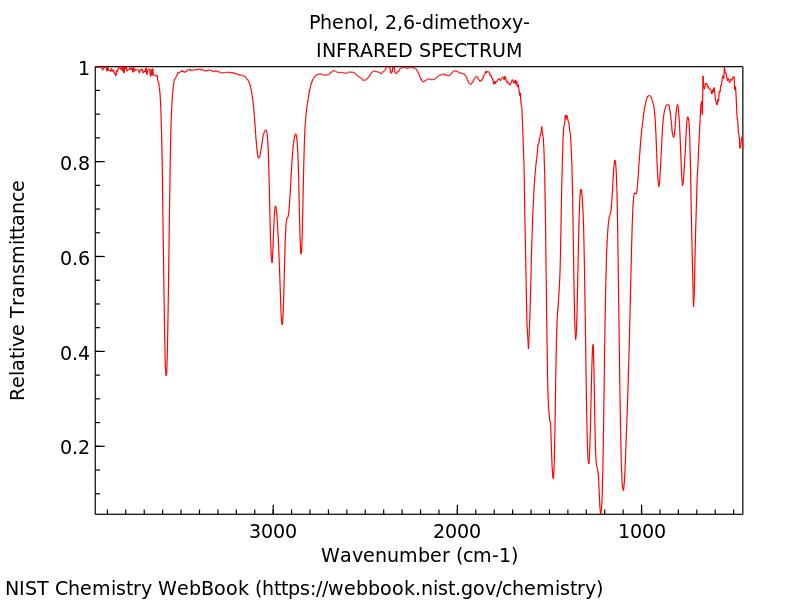 Phenol, 2,6-dimethoxy-
INFRARED SPECTRUM
1
0.8
0.6
0.4
0.2
Relative Transmittance
3000 2000 1000
Wavenumber (cm-1)
NIST Chemistry WebBook (https://webbook.nist.gov/chemistry)